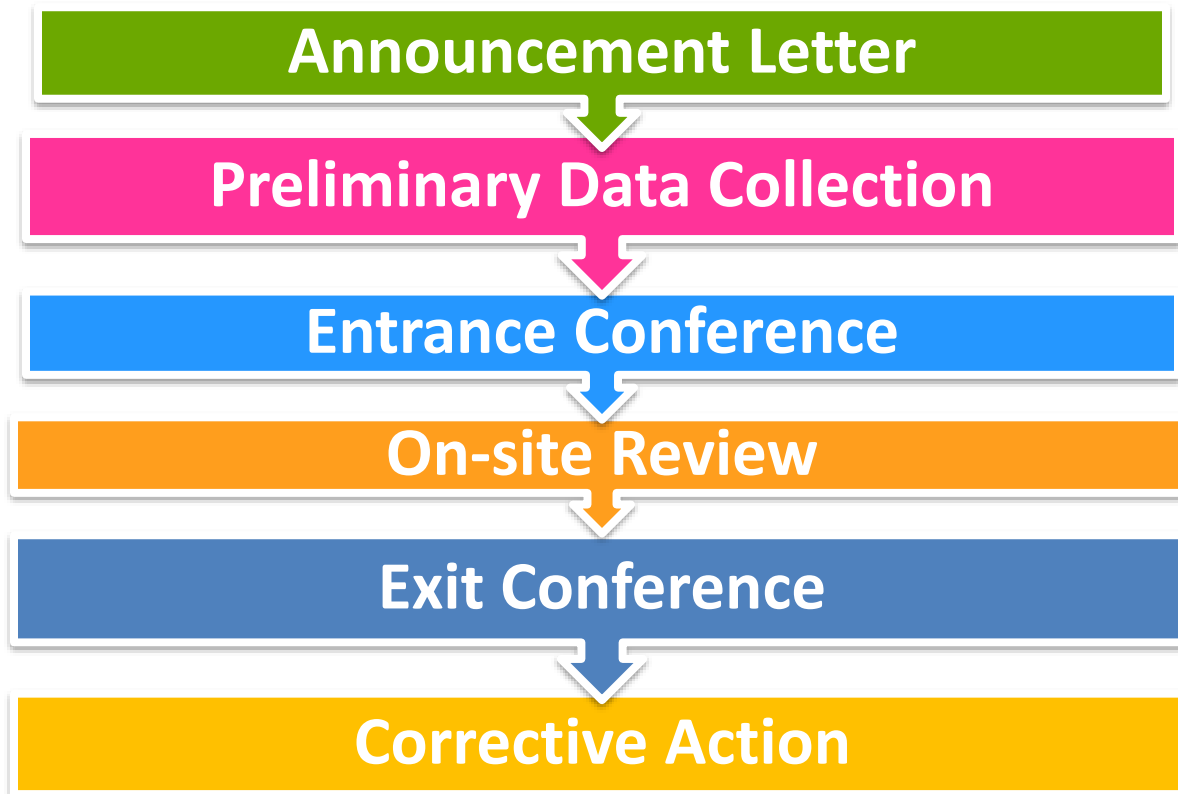 Announcement Letter
Preliminary Data Collection
Entrance Conference
On-site Review
Exit Conference
Corrective Action